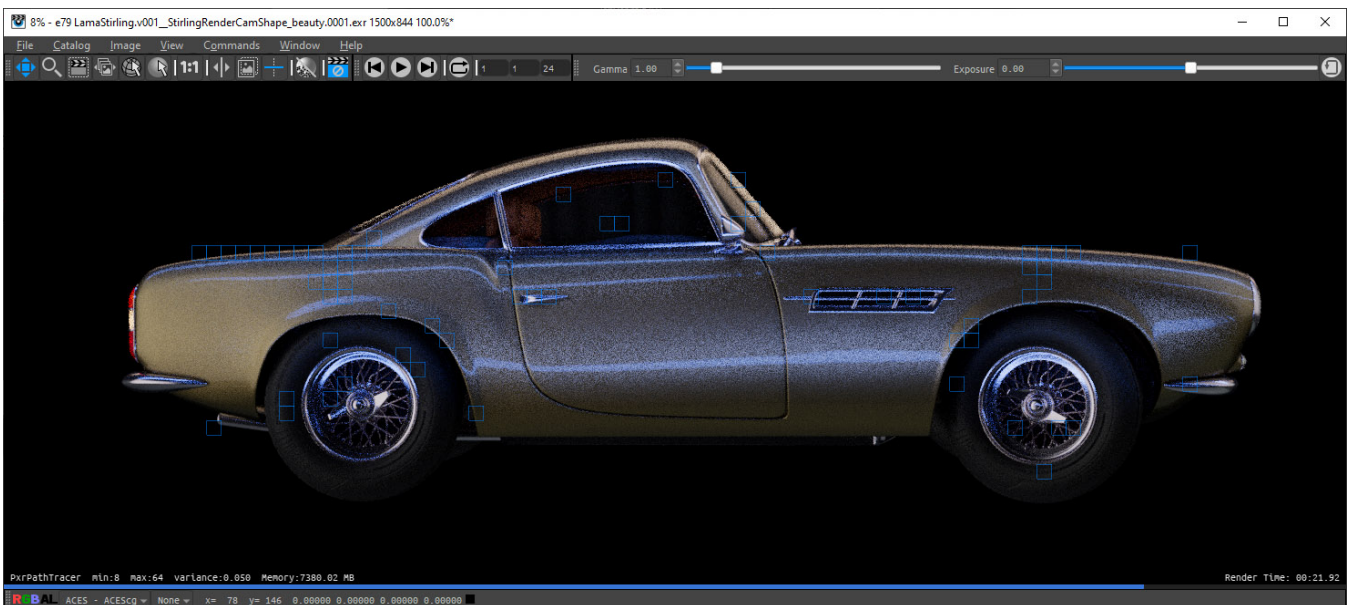 8% - e79 LamaStirling.v001__StirlingRenderCamShape_beauty.0001.exr 1500x844 100.0%*
File Catalog Image View Commands Window Help
1:1 1 1 24 Gamma 1.00 Exposure 0.00
PxrPathTracer min:8 max:64 variance:0.050 Memory:7380.02 MB Render Time: 00:21.92
RGBAL ACES - ACEScg None x= 78 y= 146 0.00000 0.00000 0.00000 0.00000